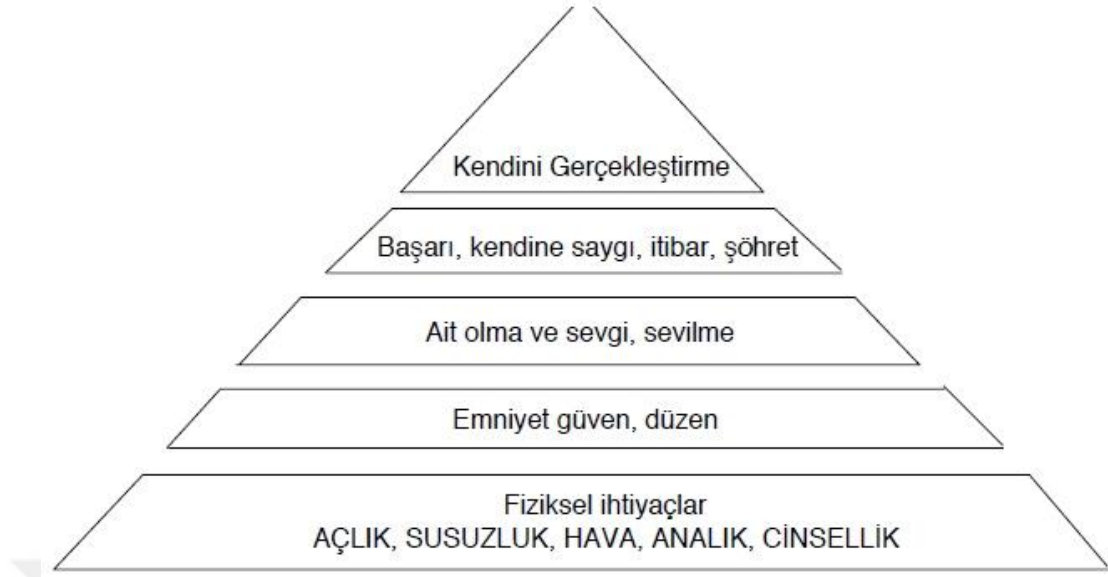 Kendini Gerçekleştirme
Başarı, kendine saygı, itibar, şöhret
Ait olma ve sevgi, sevilme
Emniyet güven, düzen
Fiziksel ihtiyaçlar
AÇLIK, SUSUZLUK, HAVA, ANALIK, CİNSELLİK